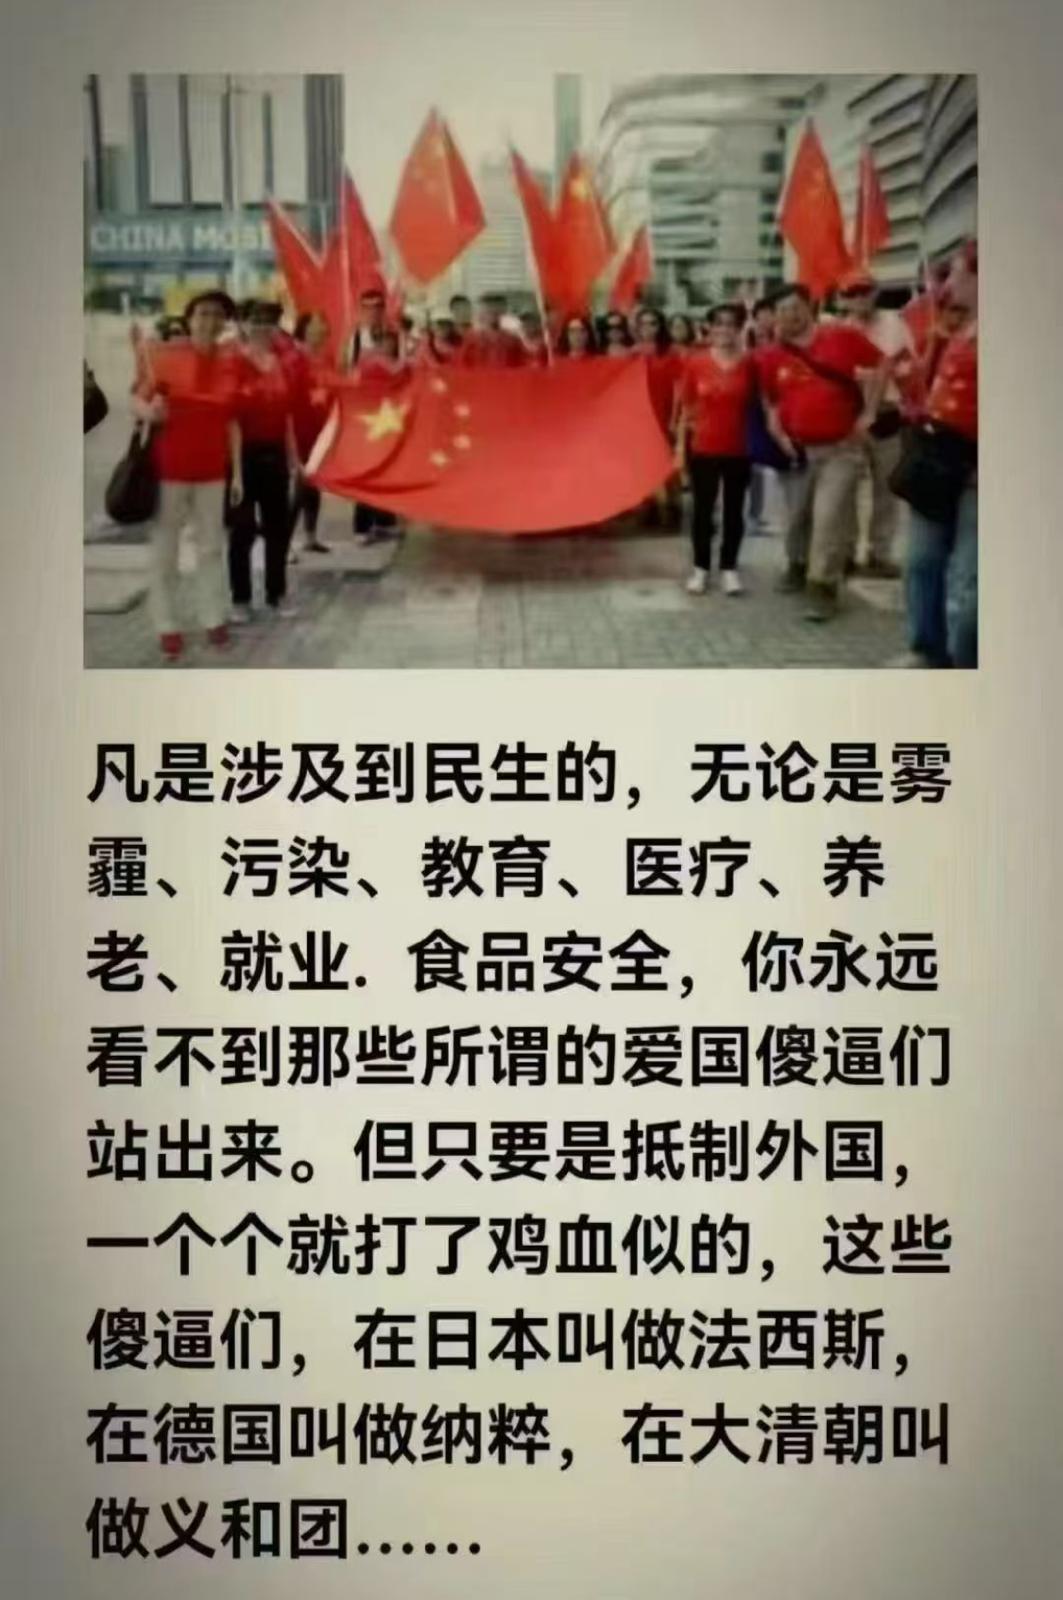 CHINA MOBI
凡是涉及到民生的，无论是雾
霾、污染、教育、医疗、养
老、就业. 食品安全，你永远
看不到那些所谓的爱国傻逼们
站出来。但只要是抵制外国，
一个个就打了鸡血似的，这些
傻逼们，在日本叫做法西斯，
在德国叫做纳粹，在大清朝叫
做义和团......